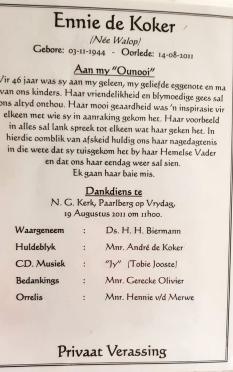 Ennie de Koker
(Née Walop)
Gebore: 03-11-1944 - Oorlede: 14-08-2011
Aan my "Ounooi"
Vir 46 jaar was sy aan my geleen, my geliefde eggenote en ma
van ons kinders. Haar vriendelikheid en blymoedige gees sal
ons altyd onthou. Haar mooi geaardheid was 'n inspirasie vir
elkeen met wie sy in aanraking gekom het. Haar voorbeeld
in alles sal lank spreek tot elkeen wat haar geken het. In
hierdie oomblik van afskeid huldig ons haar nagedagtenis
in die wete dat sy tuisgekom het by haar Hemelse Vader
en dat ons haar eendag weer sal sien.
Ek gaan haar baie mis.
Dankdiens te
N. G. Kerk, Paarlberg op Vrydag,
19 Augustus 2011 om 11h00.
Waargeneem : Ds. H. H. Biermann
Huldeblyk : Mnr. André de Koker
C.D. Musiek : "Jy" (Tobie Jooste)
Bedankings : Mnr. Gerecke Olivier
Orrelis : Mnr. Hennie v/d Merwe
Privaat Verassing